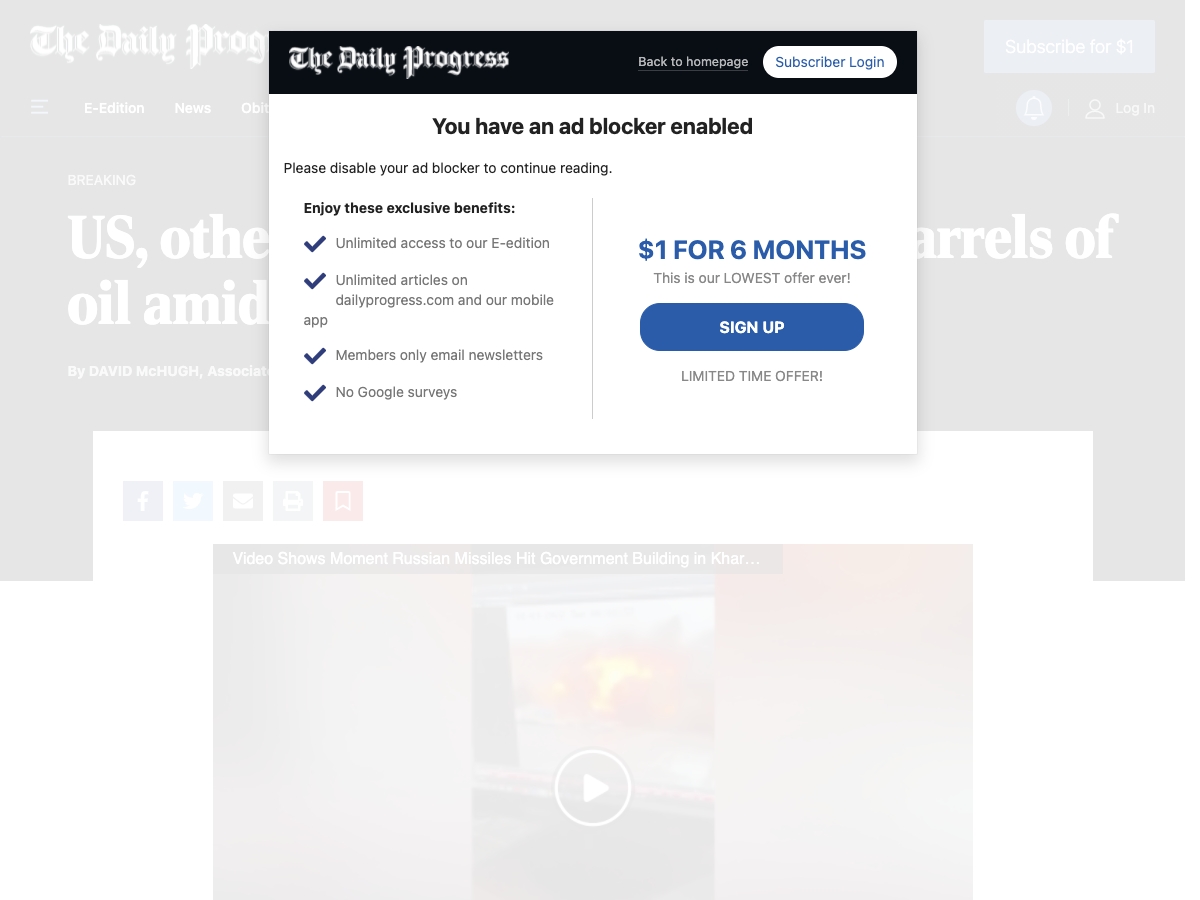 The Daily Prog
Subscribe for $1
E-Edition
News
Obit
Log In
The Daily Progress
Back to homepage
Subscriber Login
You have an ad blocker enabled
Please disable your ad blocker to continue reading.
Enjoy these exclusive benefits:
Unlimited access to our E-edition
Unlimited articles on
dailyprogress.com and our mobile
app
Members only email newsletters
No Google surveys
$1 FOR 6 MONTHS
This is our LOWEST offer ever!
SIGN UP
LIMITED TIME OFFER!
BREAKING
US, othe arrels of
oil amid
By DAVID McHUGH, Associat
Video Shows Moment Russian Missiles Hit Government Building in Khar...